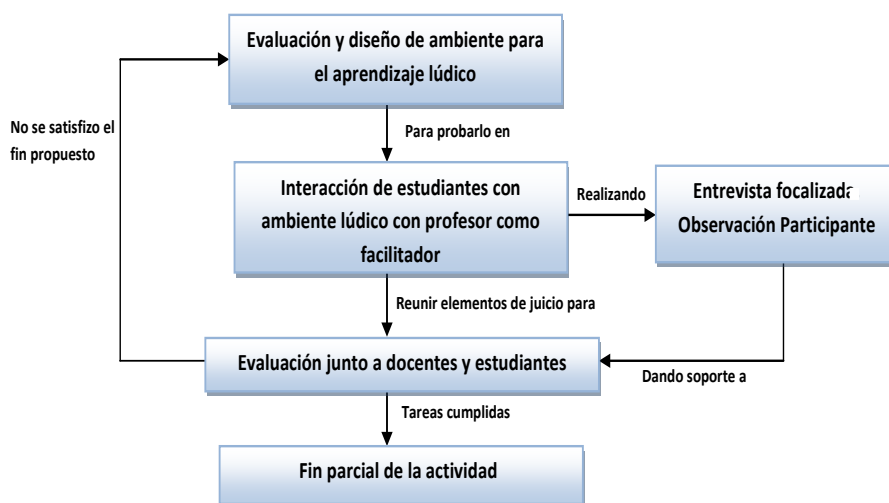 Evaluación y diseño de ambiente para
el aprendizaje lúdico
No se satisfizo el
fin propuesto
Para probarlo en
Interacción de estudiantes con
ambiente lúdico con profesor como
facilitador
Realizando
Entrevista focalizada
Observación Participante
Reunir elementos de juicio para
Evaluación junto a docentes y estudiantes
Dando soporte a
Tareas cumplidas
Fin parcial de la actividad